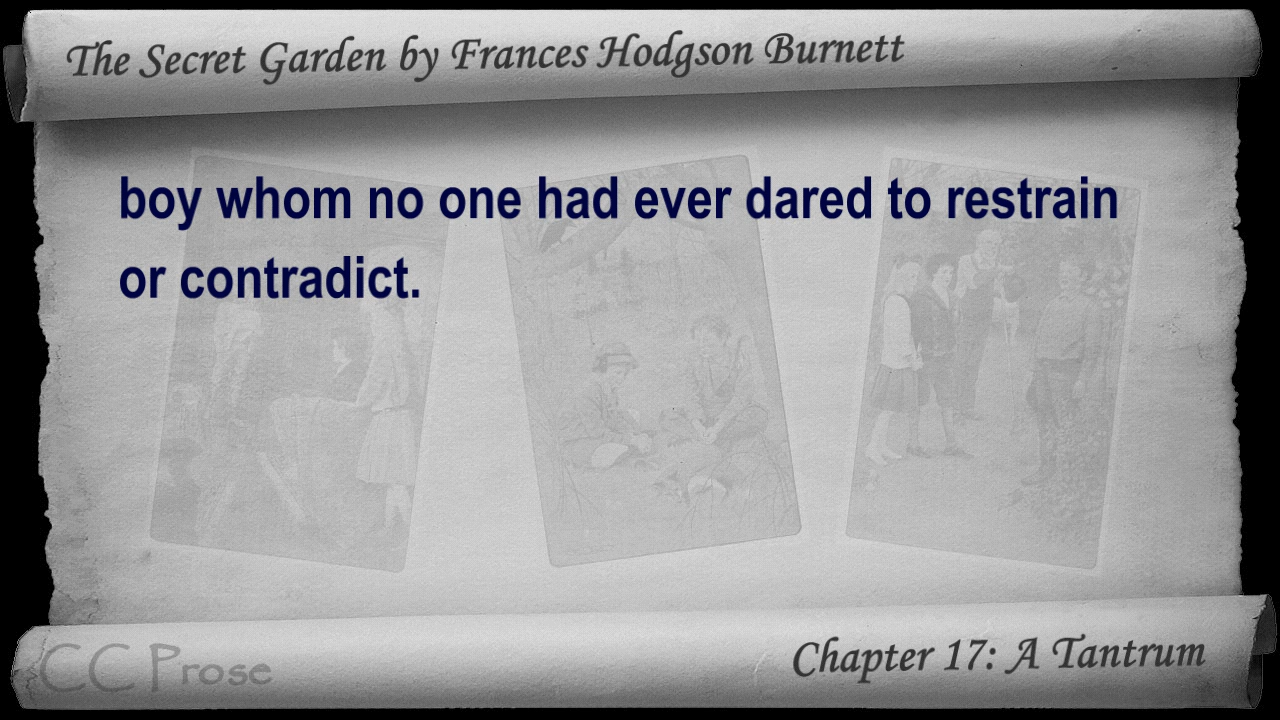 The Secret Garden by Frances Hodgson Burnett
boy whom no one had ever dared to restrain
or contradict.
CC Prose
Chapter 17: A Tantrum